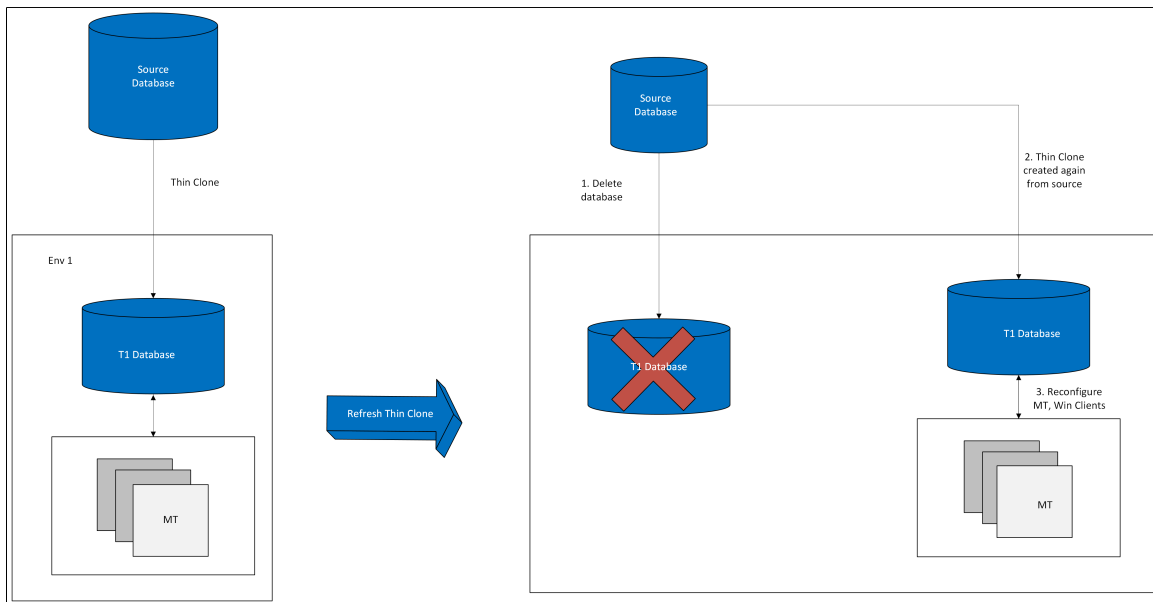 Source
Database
Thin Clone
Env 1
T1 Database
MT
Refresh Thin Clone
Source
Database
1. Delete
database
2. Thin Clone
created again
from source
T1 Database
T1 Database
3. Reconfigure
MT, Win Clients
MT